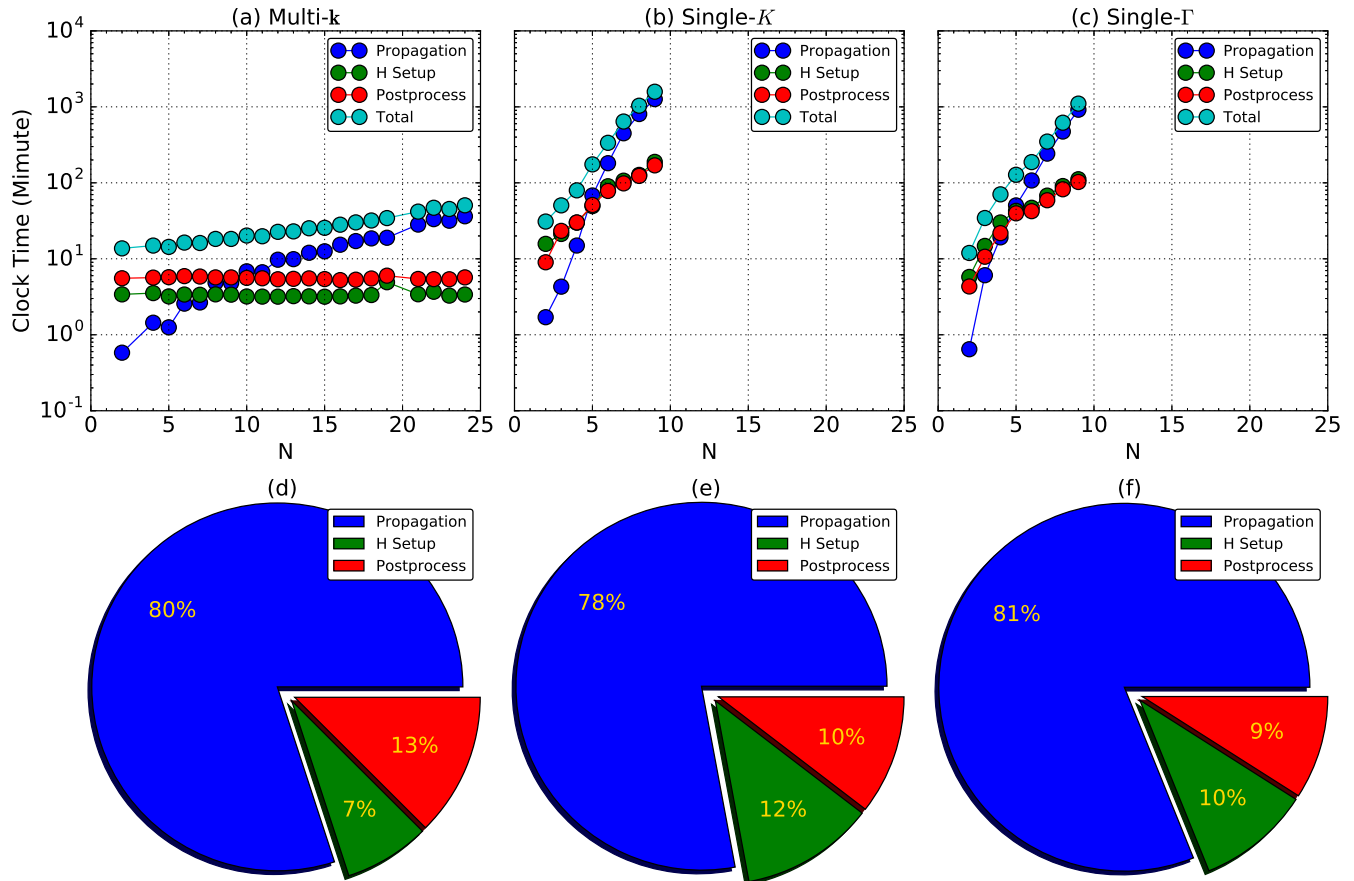 (a) Multi-k
(b) Single-K
(c) Single-Γ
Clock Time (Mimute)
10^4
10^3
10^2
10^1
10^0
10^-1
Propagation
H Setup
Postprocess
Total
0 5 10 15 20 25
N
Propagation
H Setup
Postprocess
Total
0 5 10 15 20 25
N
Propagation
H Setup
Postprocess
Total
0 5 10 15 20 25
N
(d)
Propagation
H Setup
Postprocess
80%
13%
7%
(e)
Propagation
H Setup
Postprocess
78%
10%
12%
(f)
Propagation
H Setup
Postprocess
81%
9%
10%